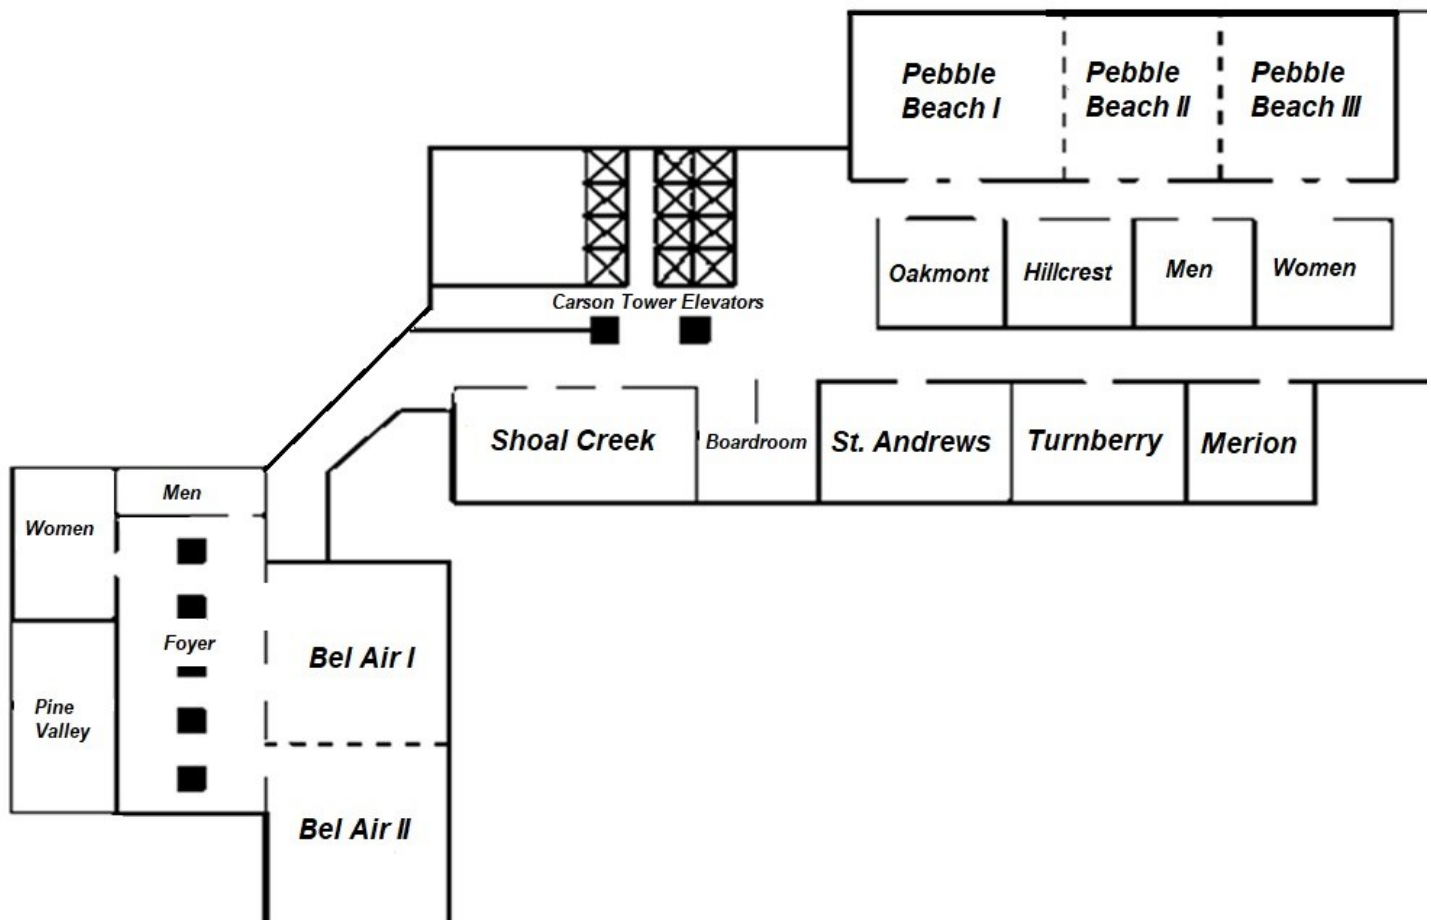 Pebble
Beach I
Pebble
Beach II
Pebble
Beach III
Oakmont
Hillcrest
Men
Women
Carson Tower Elevators
Shoal Creek
Boardroom
St. Andrews
Turnberry
Merion
Men
Women
Foyer
Bel Air I
Pine
Valley
Bel Air II